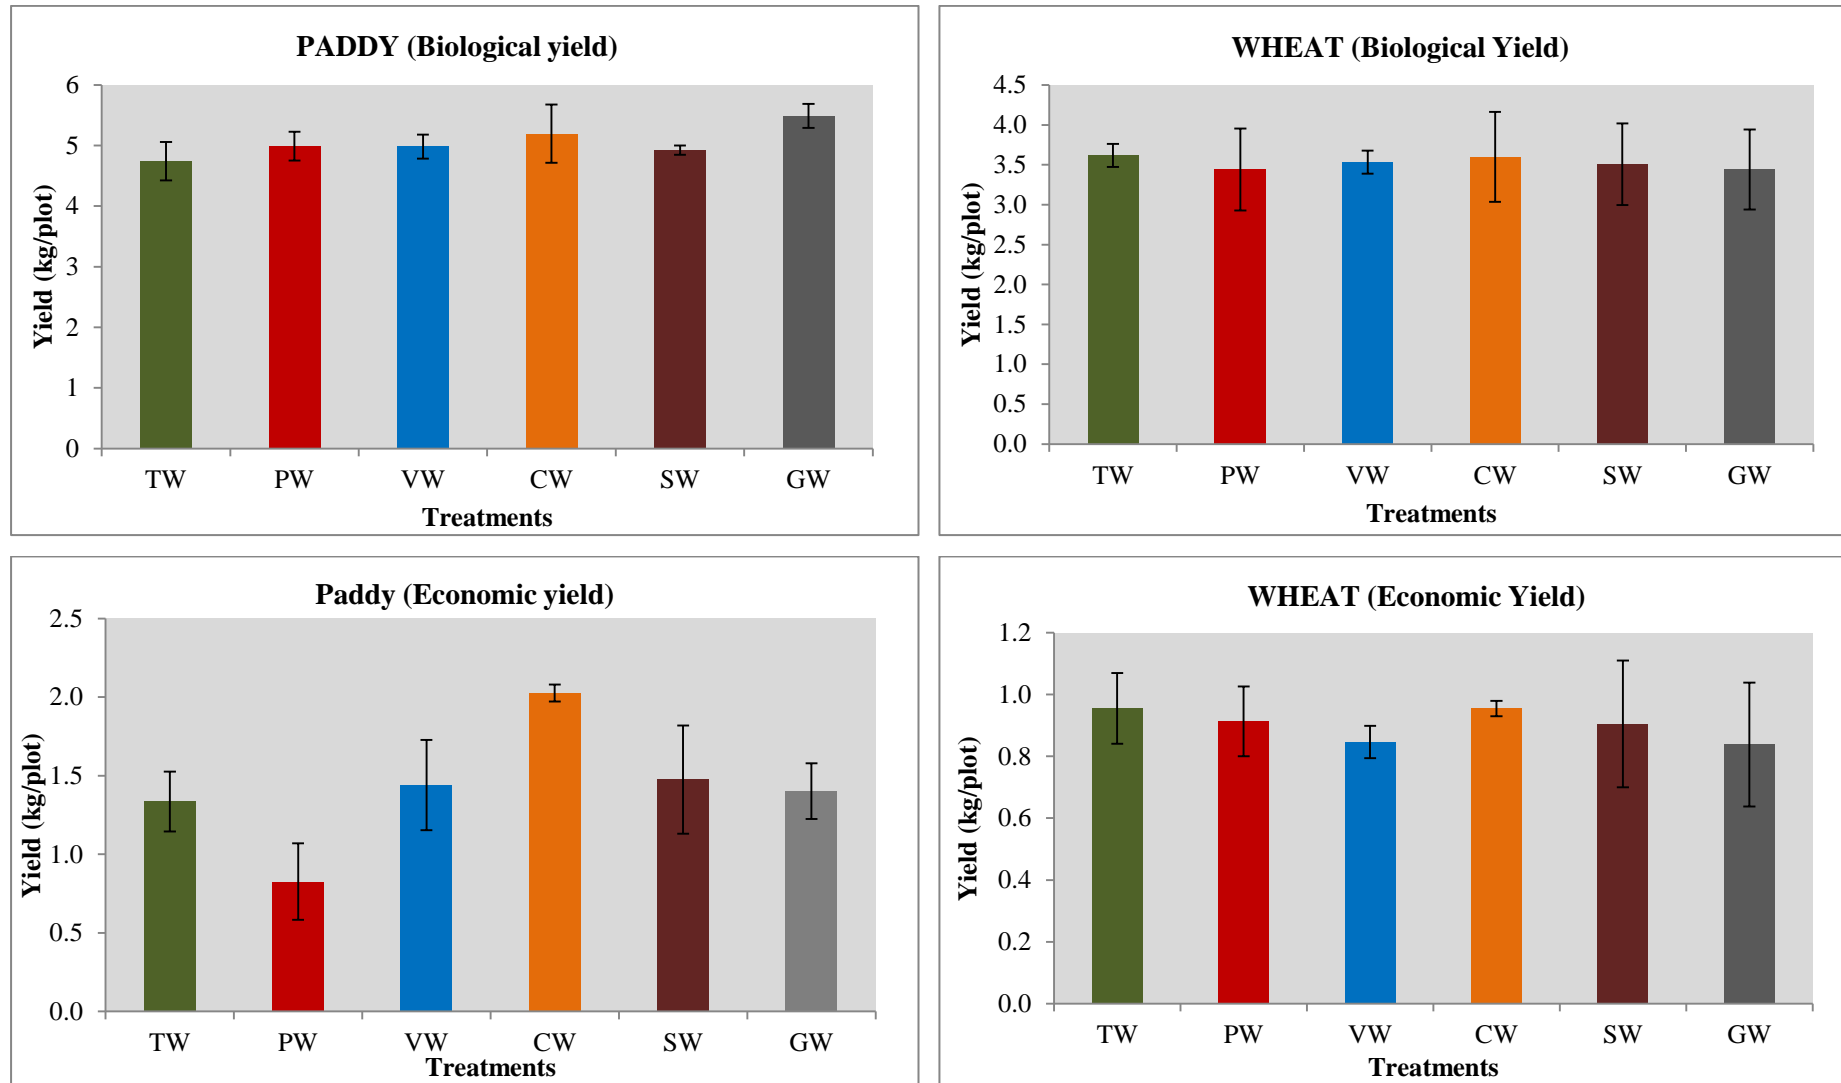 PADDY (Biological yield)
Yield (kg/plot)
6
5
4
3
2
1
0
TW PW VW CW SW GW
Treatments
WHEAT (Biological Yield)
Yield (kg/plot)
4.5
4.0
3.5
3.0
2.5
2.0
1.5
1.0
0.5
0.0
TW PW VW CW SW GW
Treatments
Paddy (Economic yield)
Yield (kg/plot)
2.5
2.0
1.5
1.0
0.5
0.0
TW PW VW CW SW GW
Treatments
WHEAT (Economic Yield)
Yield (kg/plot)
1.2
1.0
0.8
0.6
0.4
0.2
0.0
TW PW VW CW SW GW
Treatments